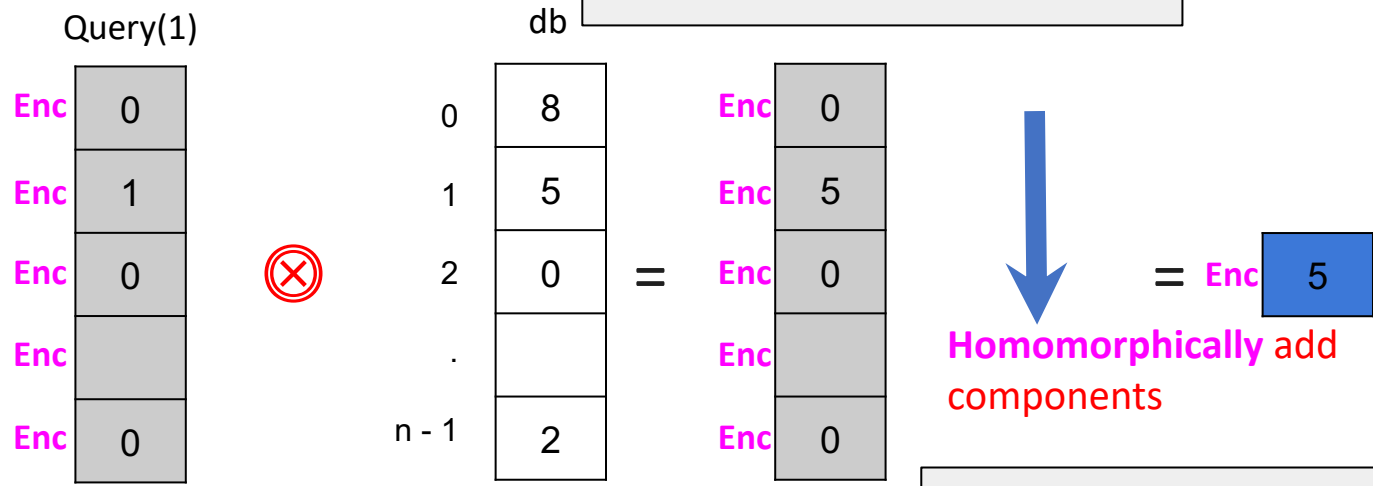 Query(1) db
Enc 0 0 8 Enc 0
Enc 1 1 5 Enc 5
Enc 0 ⊗ 2 0 = Enc 0 = Enc 5
Enc . Enc Homomorphically add
components
Enc 0 n - 1 2 Enc 0